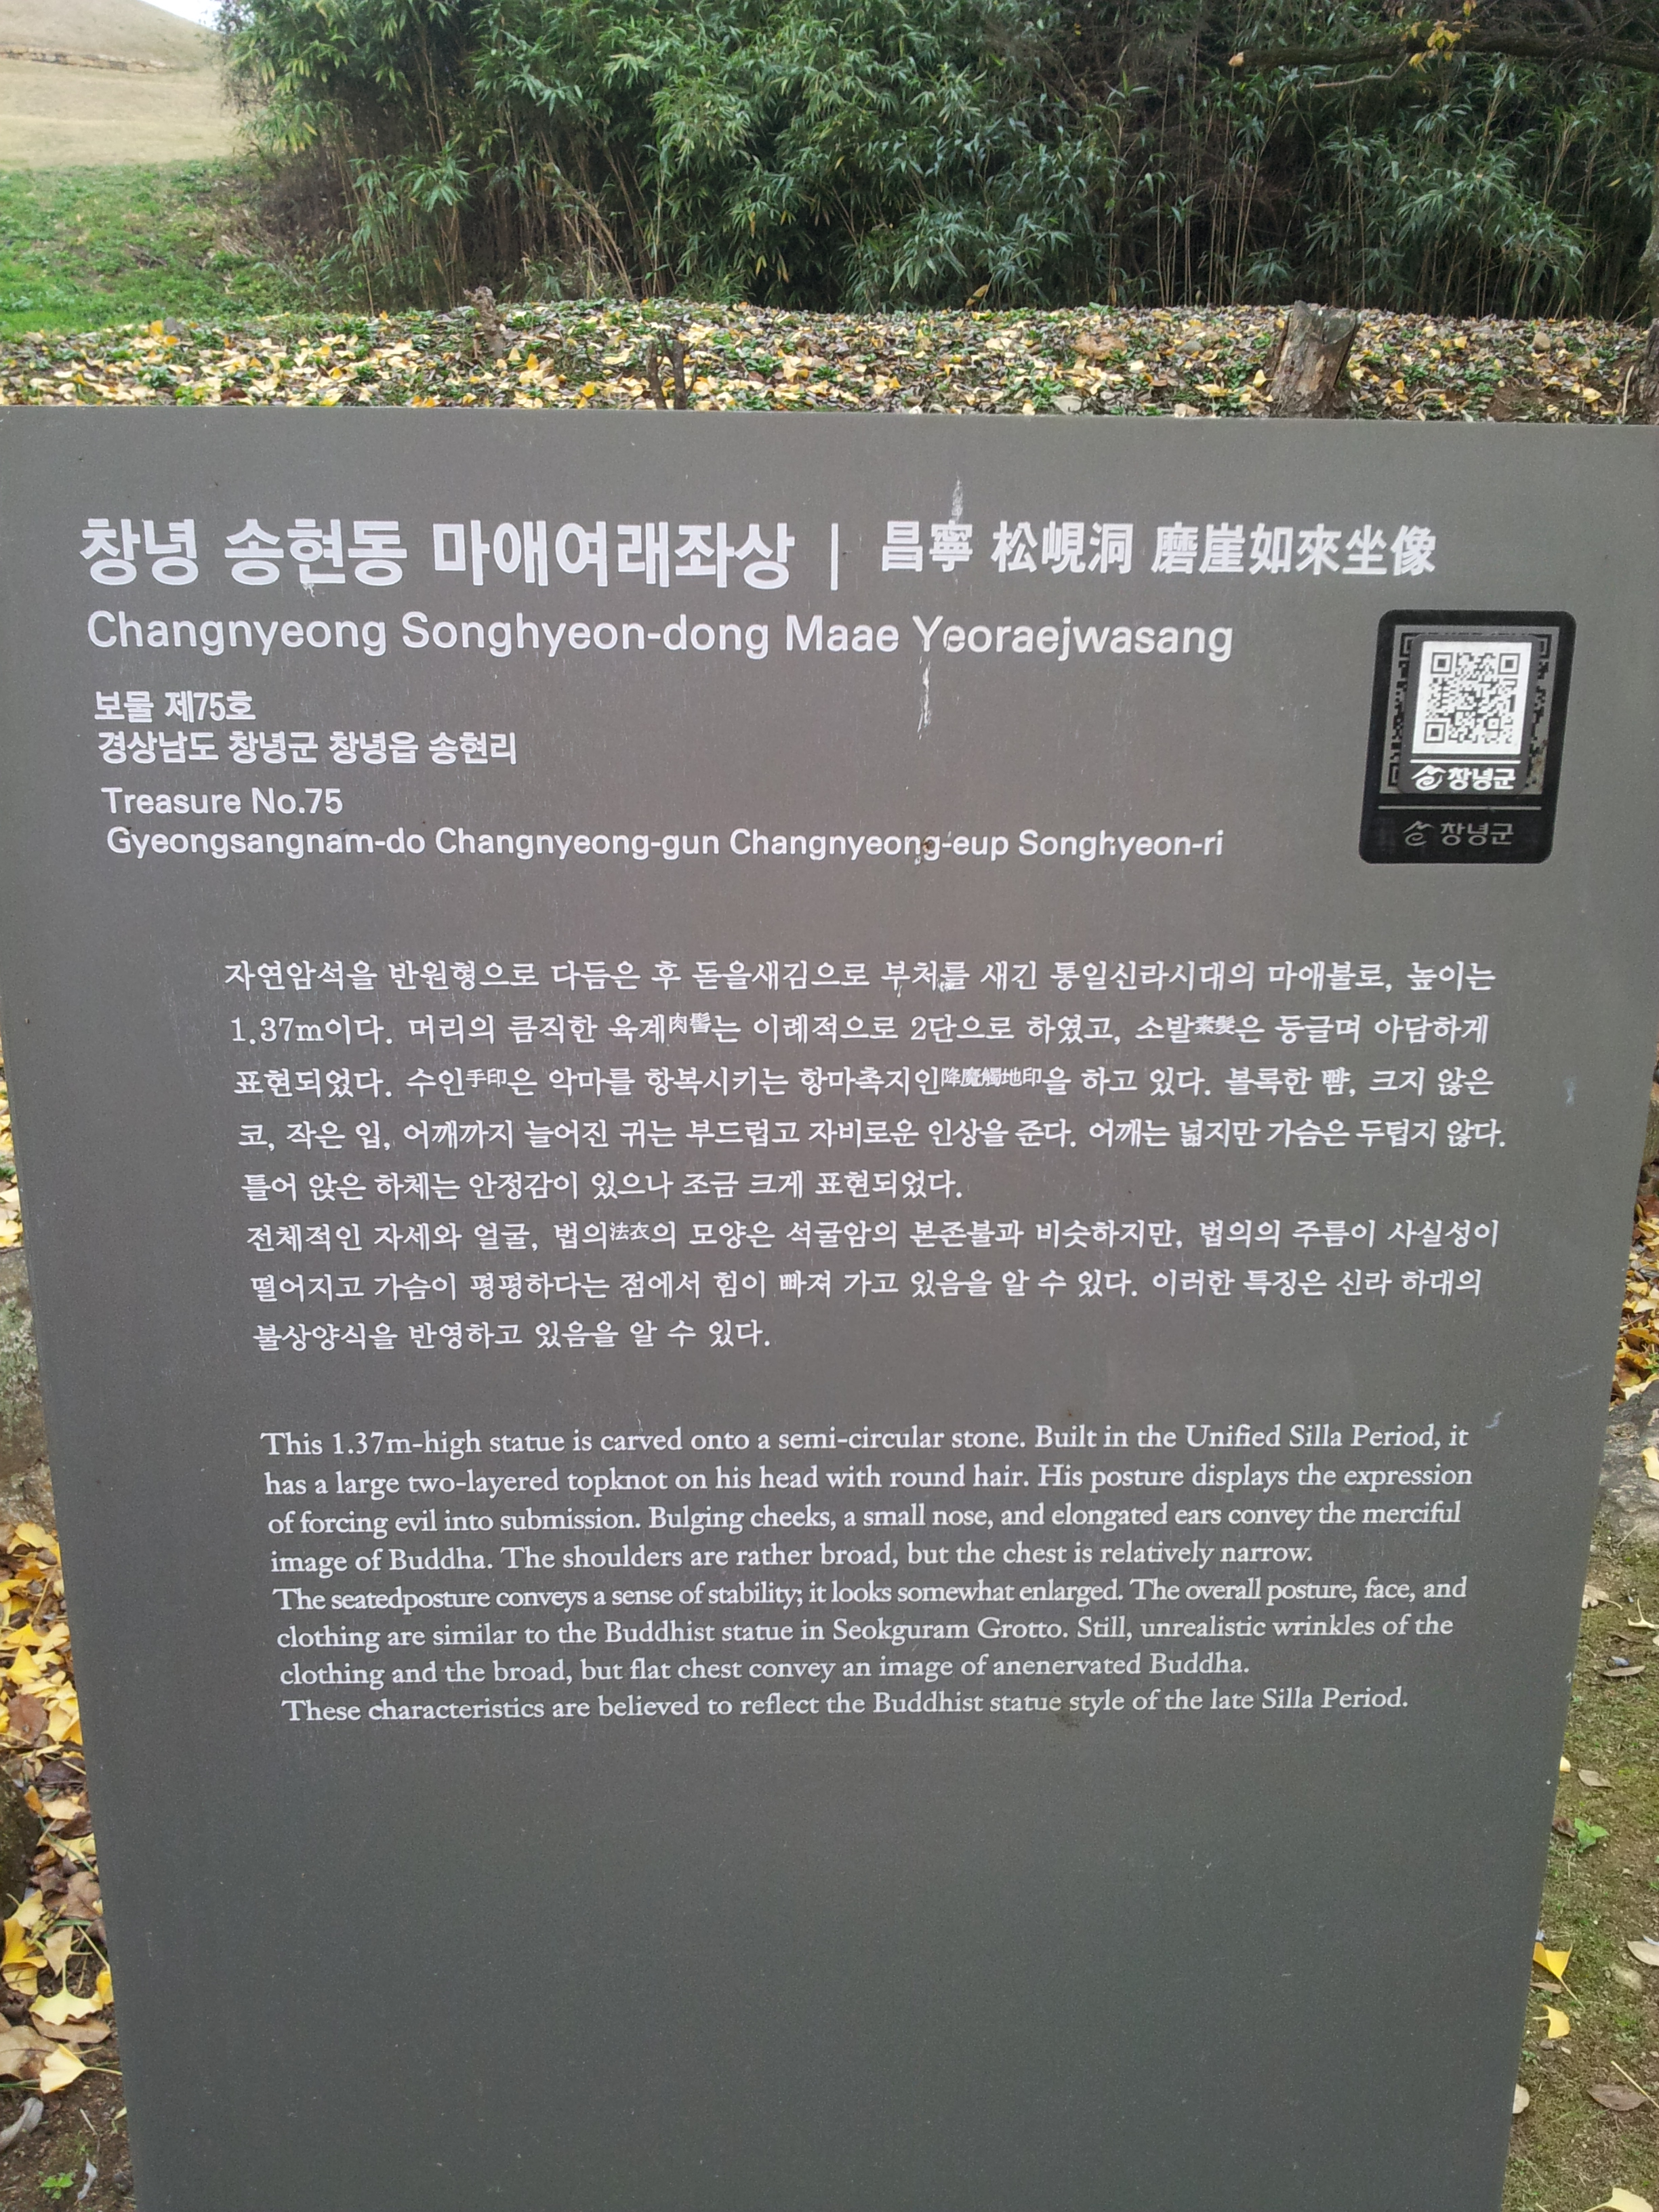 창녕 송현동 마애여래좌상 | 昌寧 松峴洞 磨崖如來坐像
Changnyeong Songhyeon-dong Maae Yeoraejwasang
보물 제75호
경상남도 창녕군 창녕읍 송현리
Treasure No.75
Gyeongsangnam-do Changnyeong-gun Changnyeong-eup Songhyeon-ri
창녕군
창녕군
자연암석을 반원형으로 다듬은 후 돋을새김으로 부처를 새긴 통일신라시대의 마애불로, 높이는
1.37m이다. 머리의 큼직한 육계肉髻는 이례적으로 2단으로 하였고, 소발素髮은 둥글며 아담하게
표현되었다. 수인手印은 악마를 항복시키는 항마촉지인降魔觸地印을 하고 있다. 볼록한 뺨, 크지 않은
코, 작은 입, 어깨까지 늘어진 귀는 부드럽고 자비로운 인상을 준다. 어깨는 넓지만 가슴은 두텁지 않다.
틀어 앉은 하체는 안정감이 있으나 조금 크게 표현되었다.
전체적인 자세와 얼굴, 법의法衣의 모양은 석굴암의 본존불과 비슷하지만, 법의의 주름이 사실성이
떨어지고 가슴이 평평하다는 점에서 힘이 빠져 가고 있음을 알 수 있다. 이러한 특징은 신라 하대의
불상양식을 반영하고 있음을 알 수 있다.
This 1.37m-high statue is carved onto a semi-circular stone. Built in the Unified Silla Period, it
has a large two-layered topknot on his head with round hair. His posture displays the expression
of forcing evil into submission. Bulging cheeks, a small nose, and elongated ears convey the merciful
image of Buddha. The shoulders are rather broad, but the chest is relatively narrow.
The seatedposture conveys a sense of stability; it looks somewhat enlarged. The overall posture, face, and
clothing are similar to the Buddhist statue in Seokguram Grotto. Still, unrealistic wrinkles of the
clothing and the broad, but flat chest convey an image of anenervated Buddha.
These characteristics are believed to reflect the Buddhist statue style of the late Silla Period.